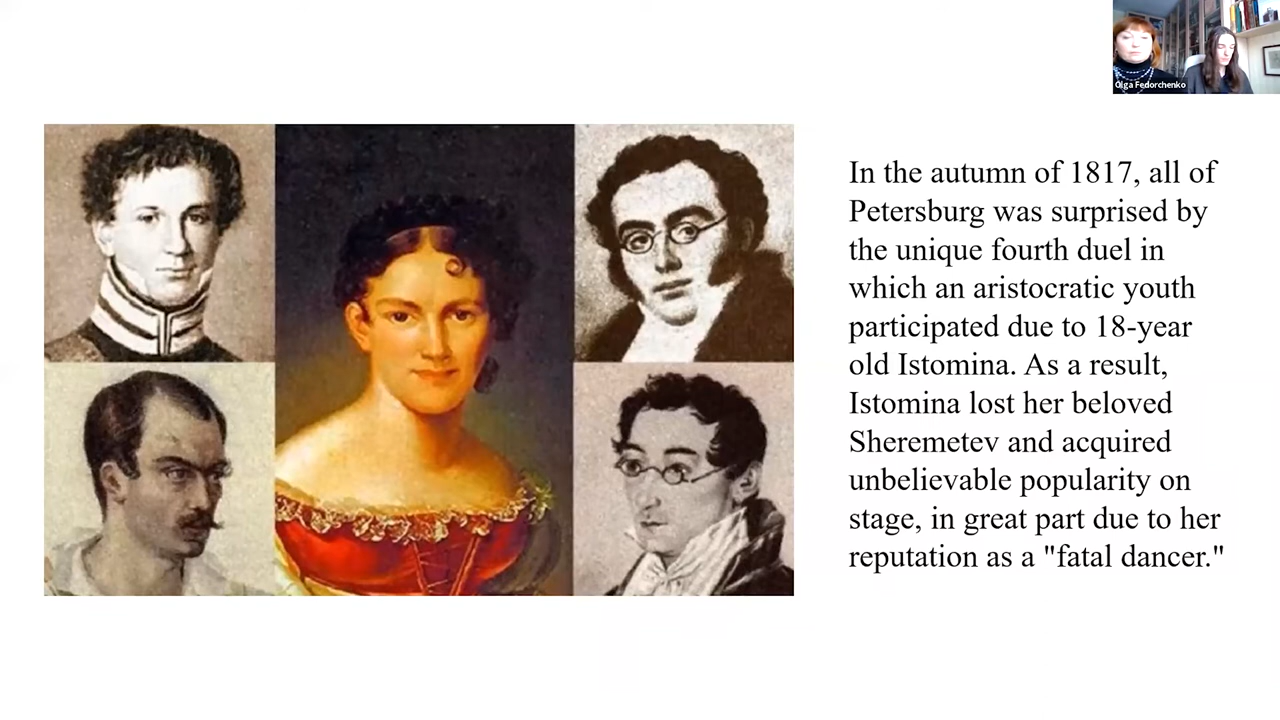 Olga Fedorchenko
In the autumn of 1817, all of
Petersburg was surprised by
the unique fourth duel in
which an aristocratic youth
participated due to 18-year
old Istomina. As a result,
Istomina lost her beloved
Sheremetev and acquired
unbelievable popularity on
stage, in great part due to her
reputation as a "fatal dancer."